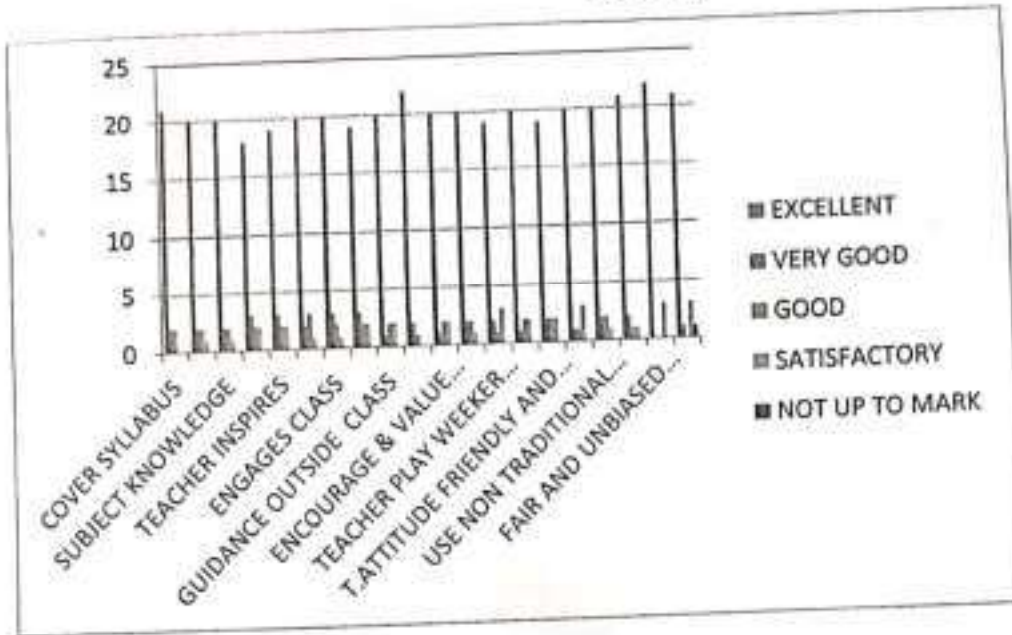 25
20
15
10
5
0
COVER SYLLABUS
SUBJECT KNOWLEDGE
TEACHER INSPIRES
ENGAGES CLASS
GUIDANCE OUTSIDE CLASS
ENCOURAGE & VALUE...
TEACHER PLAY WEEKER...
T.ATTITUDE FRIENDLY AND...
USE NON TRADITIONAL...
FAIR AND UNBIASED...
EXCELLENT
VERY GOOD
GOOD
SATISFACTORY
NOT UP TO MARK